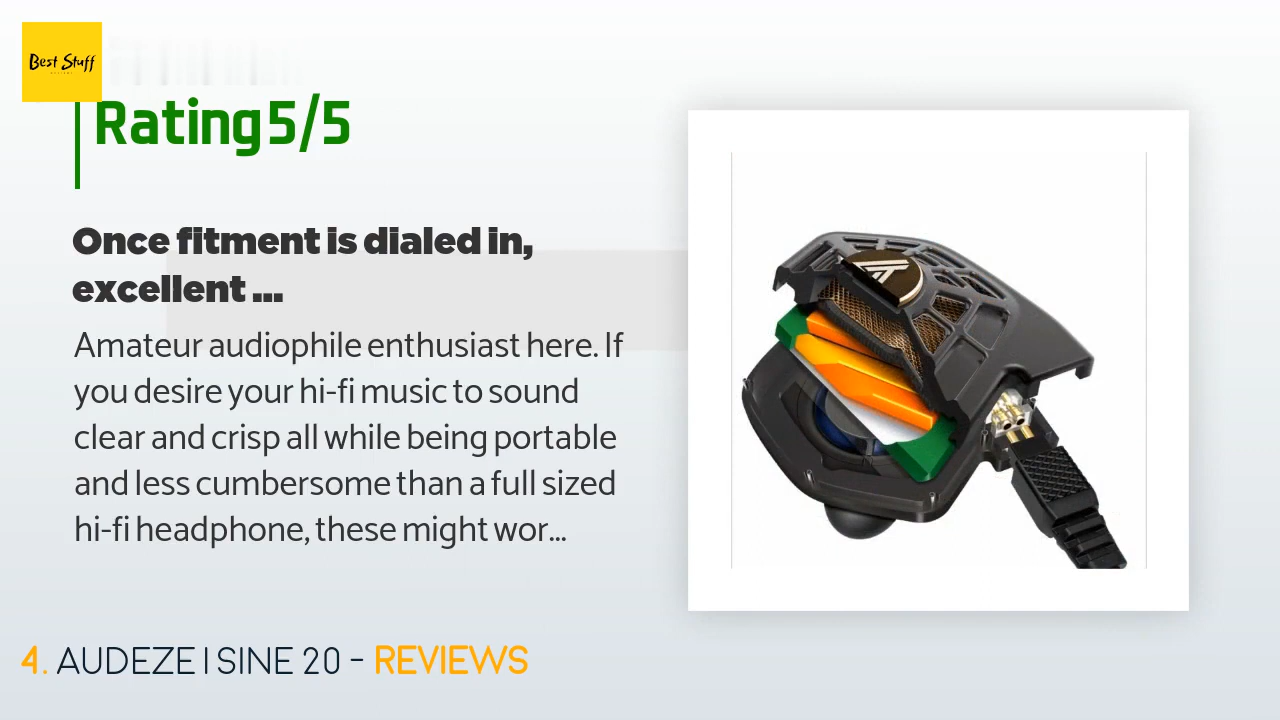 Best Stuff
Rating 5/5
Once fitment is dialed in,
excellent ...
Amateur audiophile enthusiast here. If
you desire your hi-fi music to sound
clear and crisp all while being portable
and less cumbersome than a full sized
hi-fi headphone, these might wor...
4. AUDEZE I SINE 20 - REVIEWS